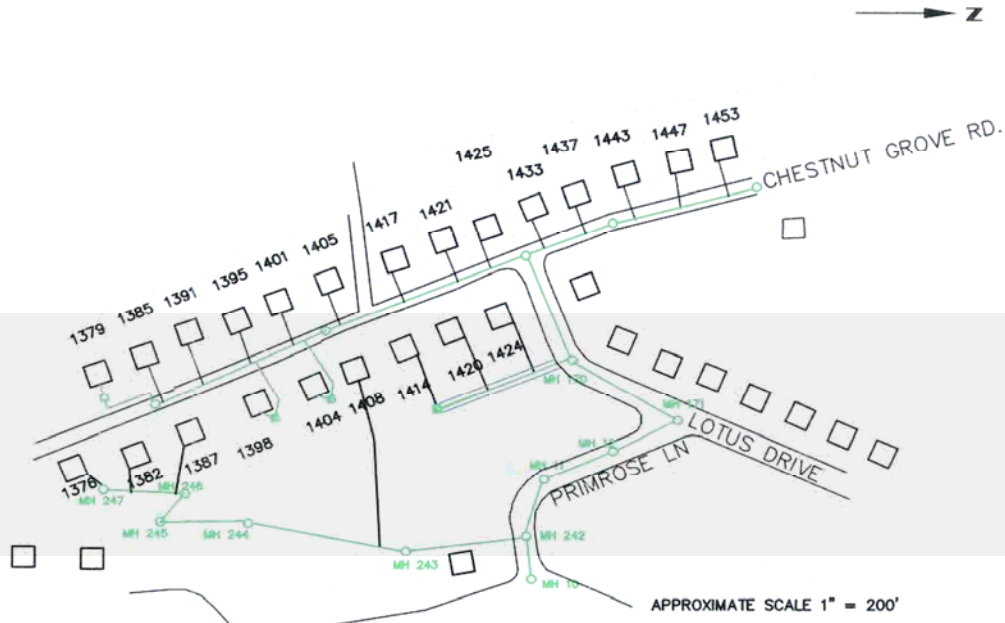 Z
1453
1447
1443
1437
1425
1433
1421
1417
1405
1401
1395
1391
1385
1379
CHESTNUT GROVE RD.
1424
1420
1414
1408
1404
1398
1387
1382
1378
MH 170
MH 171
LOTUS DRIVE
PRIMROSE LN
MH 11
MH 247
MH 246
MH 245
MH 244
MH 243
MH 242
MH 10
APPROXIMATE SCALE 1" = 200'